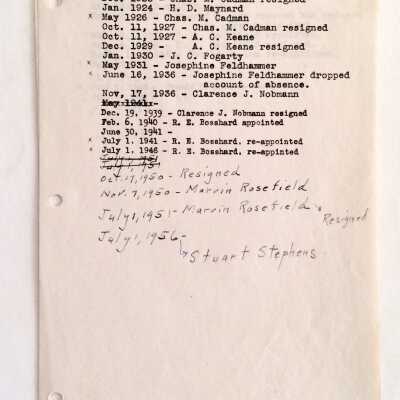 resigned
Jan. 1924 - H. D. Maynard
x May 1926 - Chas. M. Cadman
Oct. 11, 1927 - Chas. M. Cadman resigned
Oct. 11, 1927 - A. C. Keane
Dec. 1929 - A. C. Keane resigned
Jan. 1930 - J. C. Fogarty
x May 1931 - Josephine Feldhammer
x June 16, 1936 - Josephine Feldhammer dropped
account of absence.
Nov. 17, 1936 - Clarence J. Nobmann
Dec. 19, 1939 - Clarence J. Nobmann resigned
Feb. 6, 1940 - R. E. Bosshard appointed
June 30, 1941 -
x July 1, 1941 - R. E. Bosshard, re-appointed
x July 1, 1946 - R. E. Bosshard, re-appointed
Oct. 17, 1950 - Resigned
Nov. 7, 1950 - Marvin Rosefield
July 1, 1951 - Marvin Rosefield Resigned
July 1, 1956 -
Stuart Stephens